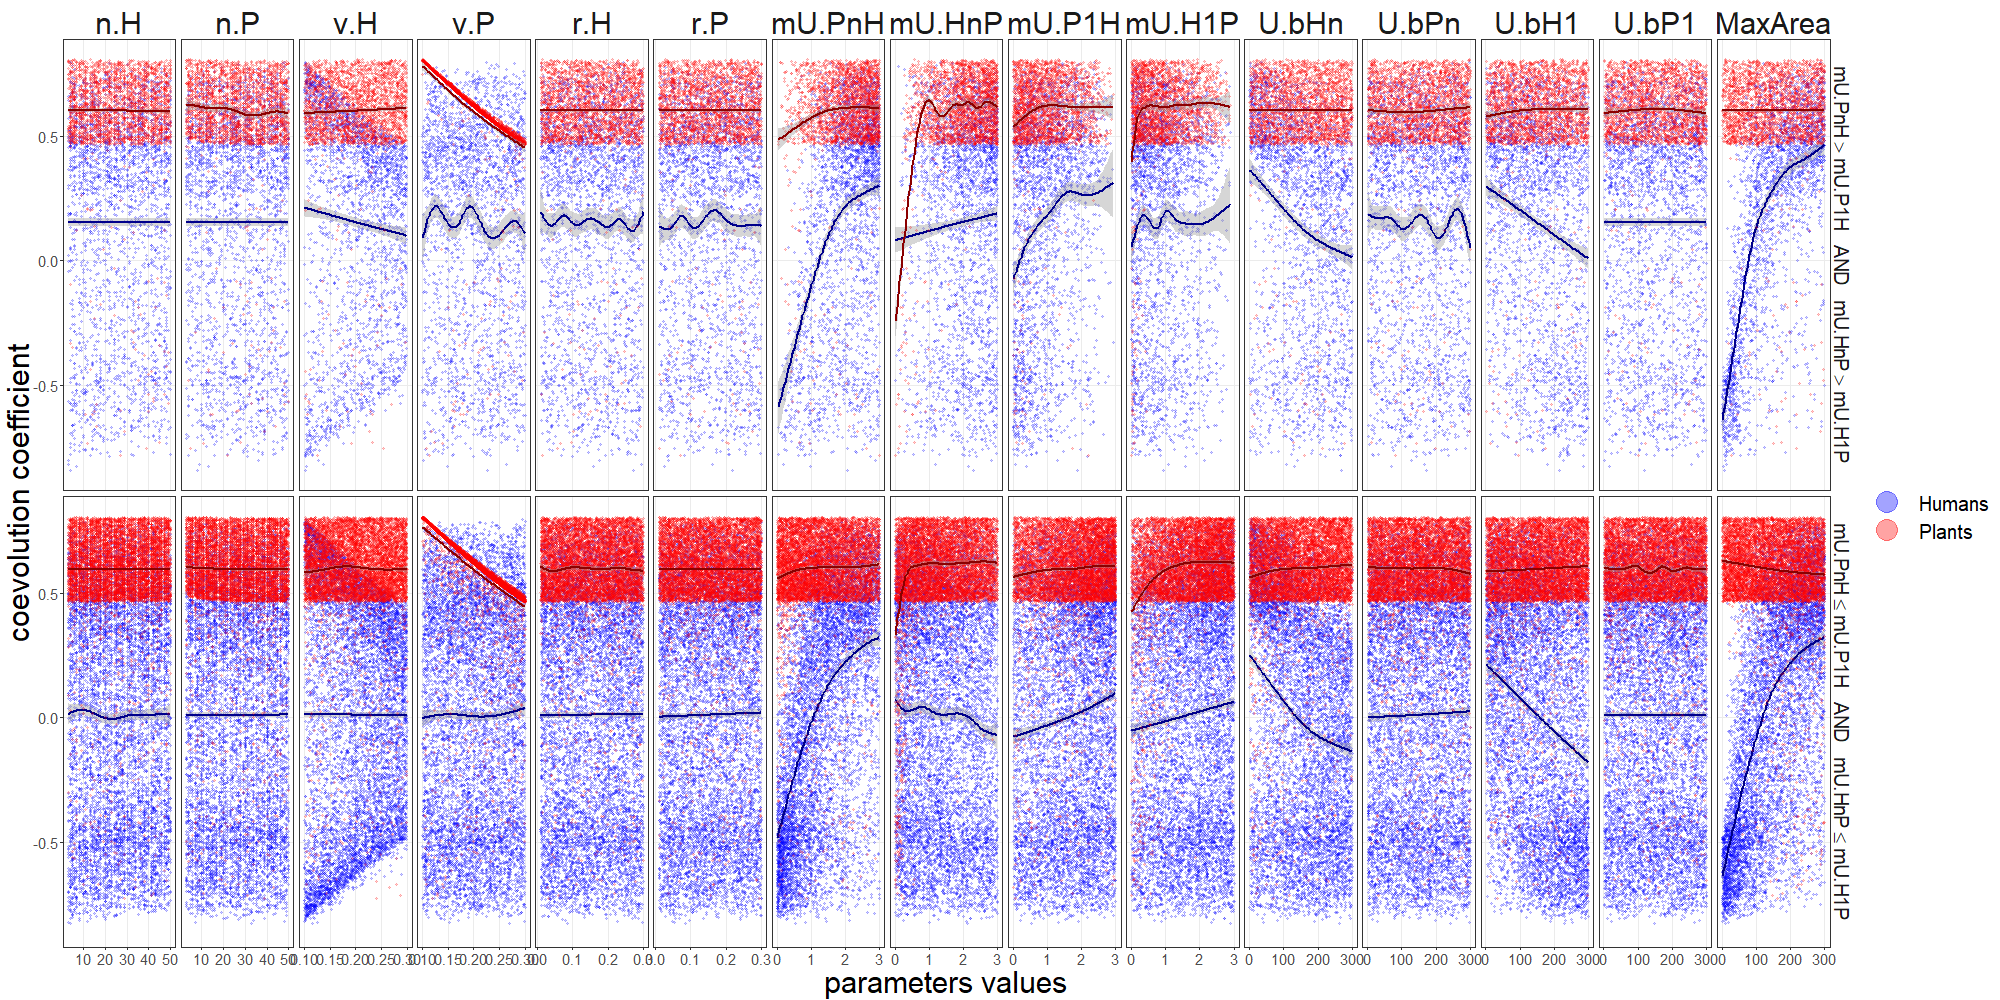 n.H n.P v.H v.P r.H r.P mU.PnH mU.HnP mU.P1H mU.H1P U.bHn U.bPn U.bH1 U.bP1 MaxArea
coevolution coefficient
0.5
0.0
-0.5
mU.PnH > mU.P1H AND mU.HnP > mU.H1P
0.5
0.0
-0.5
mU.PnH ≤ mU.P1H AND mU.HnP ≤ mU.H1P
Humans
Plants
10 20 30 40 50 10 20 30 40 50 0.10 0.15 0.20 0.25 0.30 0.10 0.15 0.20 0.25 0.30 0.0 0.1 0.2 0.3 0.0 0.1 0.2 0.3 0 1 2 3 0 1 2 3 0 1 2 3 0 1 2 3 0 100 200 300 0 100 200 300 0 100 200 300 0 100 200 300 0 100 200 300
parameters values